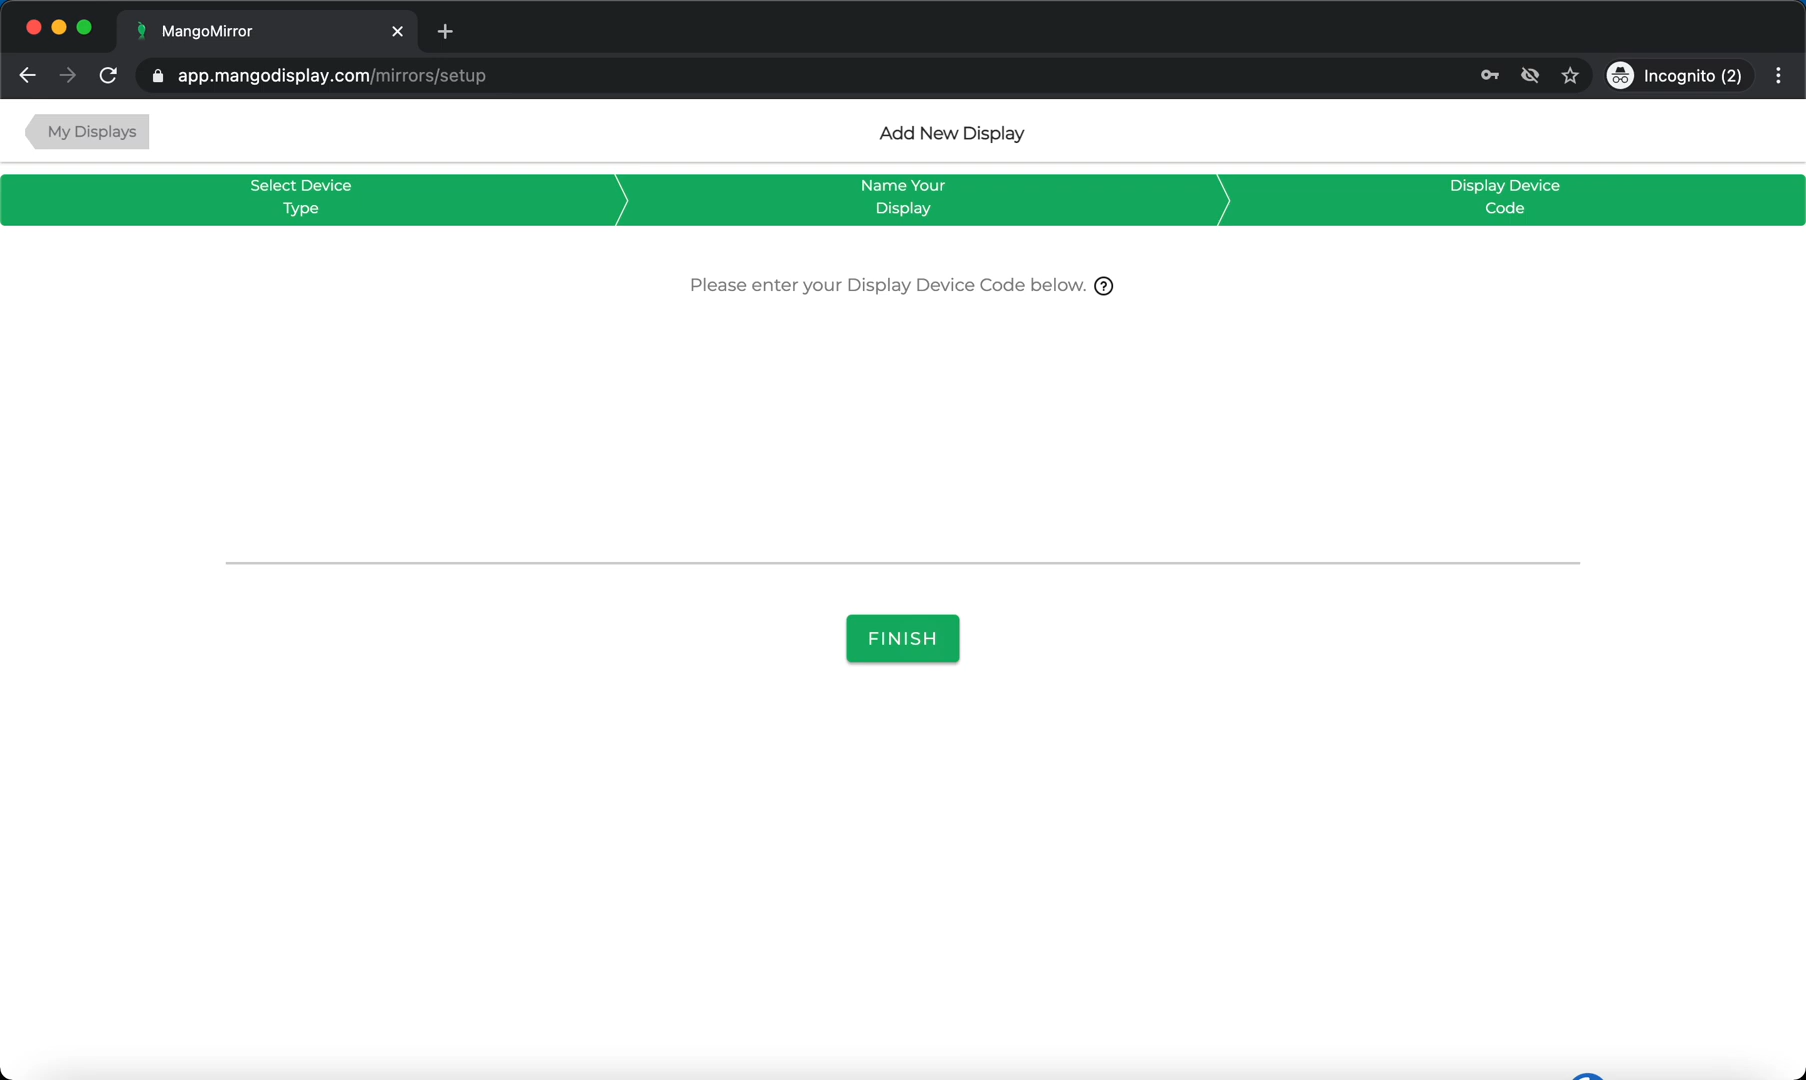 MangoMirror
app.mangodisplay.com/mirrors/setup
Incognito (2)
My Displays
Add New Display
Select Device
Type
Name Your
Display
Display Device
Code
Please enter your Display Device Code below.
FINISH